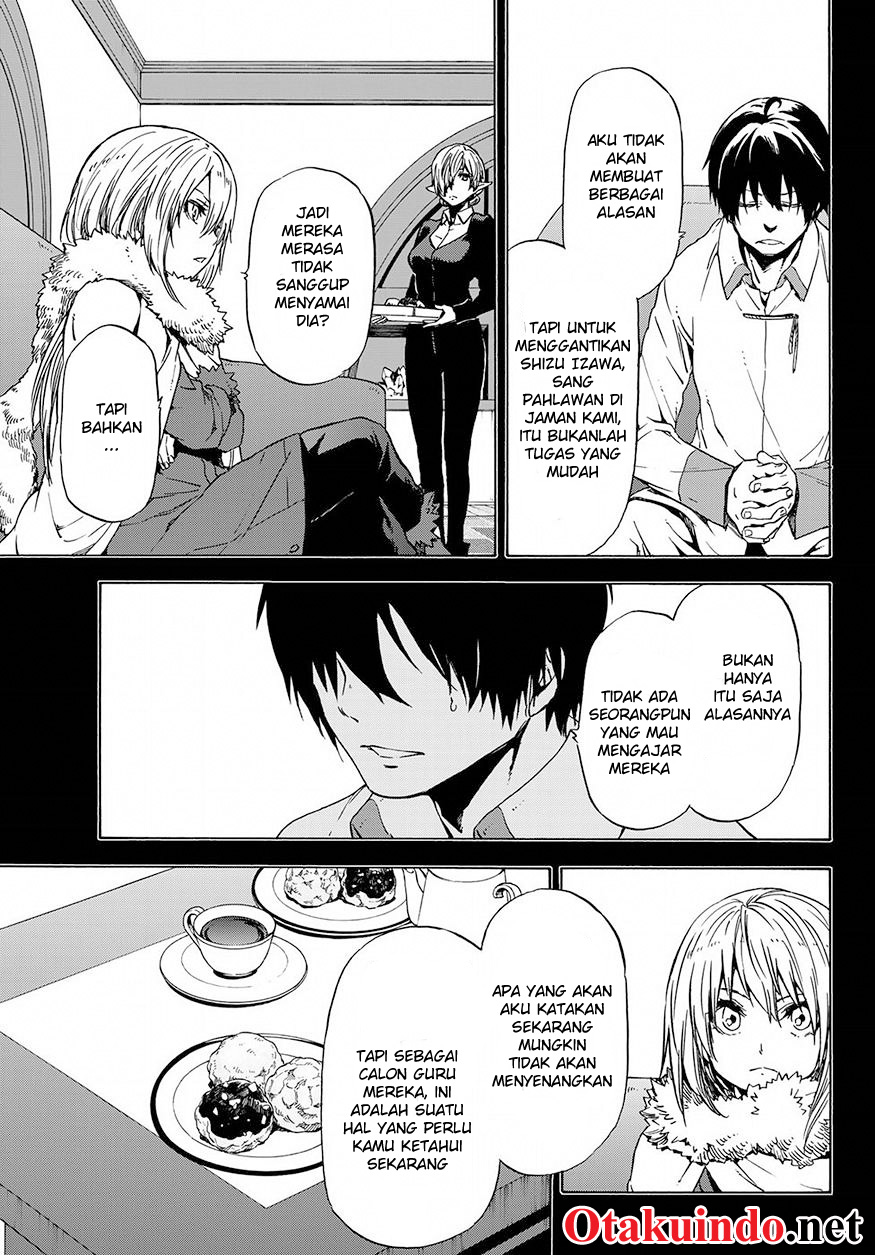 AKU TIDAK
AKAN
MEMBUAT
BERBAGAI
ALASAN
TAPI UNTUK
MENGGANTIKAN
SHIZU IZAWA,
SANG
PAHLAWAN DI
JAMAN KAMI,
ITU BUKANLAH
TUGAS YANG
MUDAH
JADI
MEREKA
MERASA
TIDAK
SANGGUP
MENYAMAI
DIA?
TAPI
BAHKAN
...
BUKAN
HANYA
ITU SAJA
ALASANNYA
TIDAK ADA
SEORANGPUN
YANG MAU
MENGAJAR
MEREKA
APA YANG AKAN
AKU KATAKAN
SEKARANG
MUNGKIN
TIDAK AKAN
MENYENANGKAN
TAPI SEBAGAI
CALON GURU
MEREKA, INI
ADALAH SUATU
HAL YANG PERLU
KAMU KETAHUI
SEKARANG
Otakuindo.net